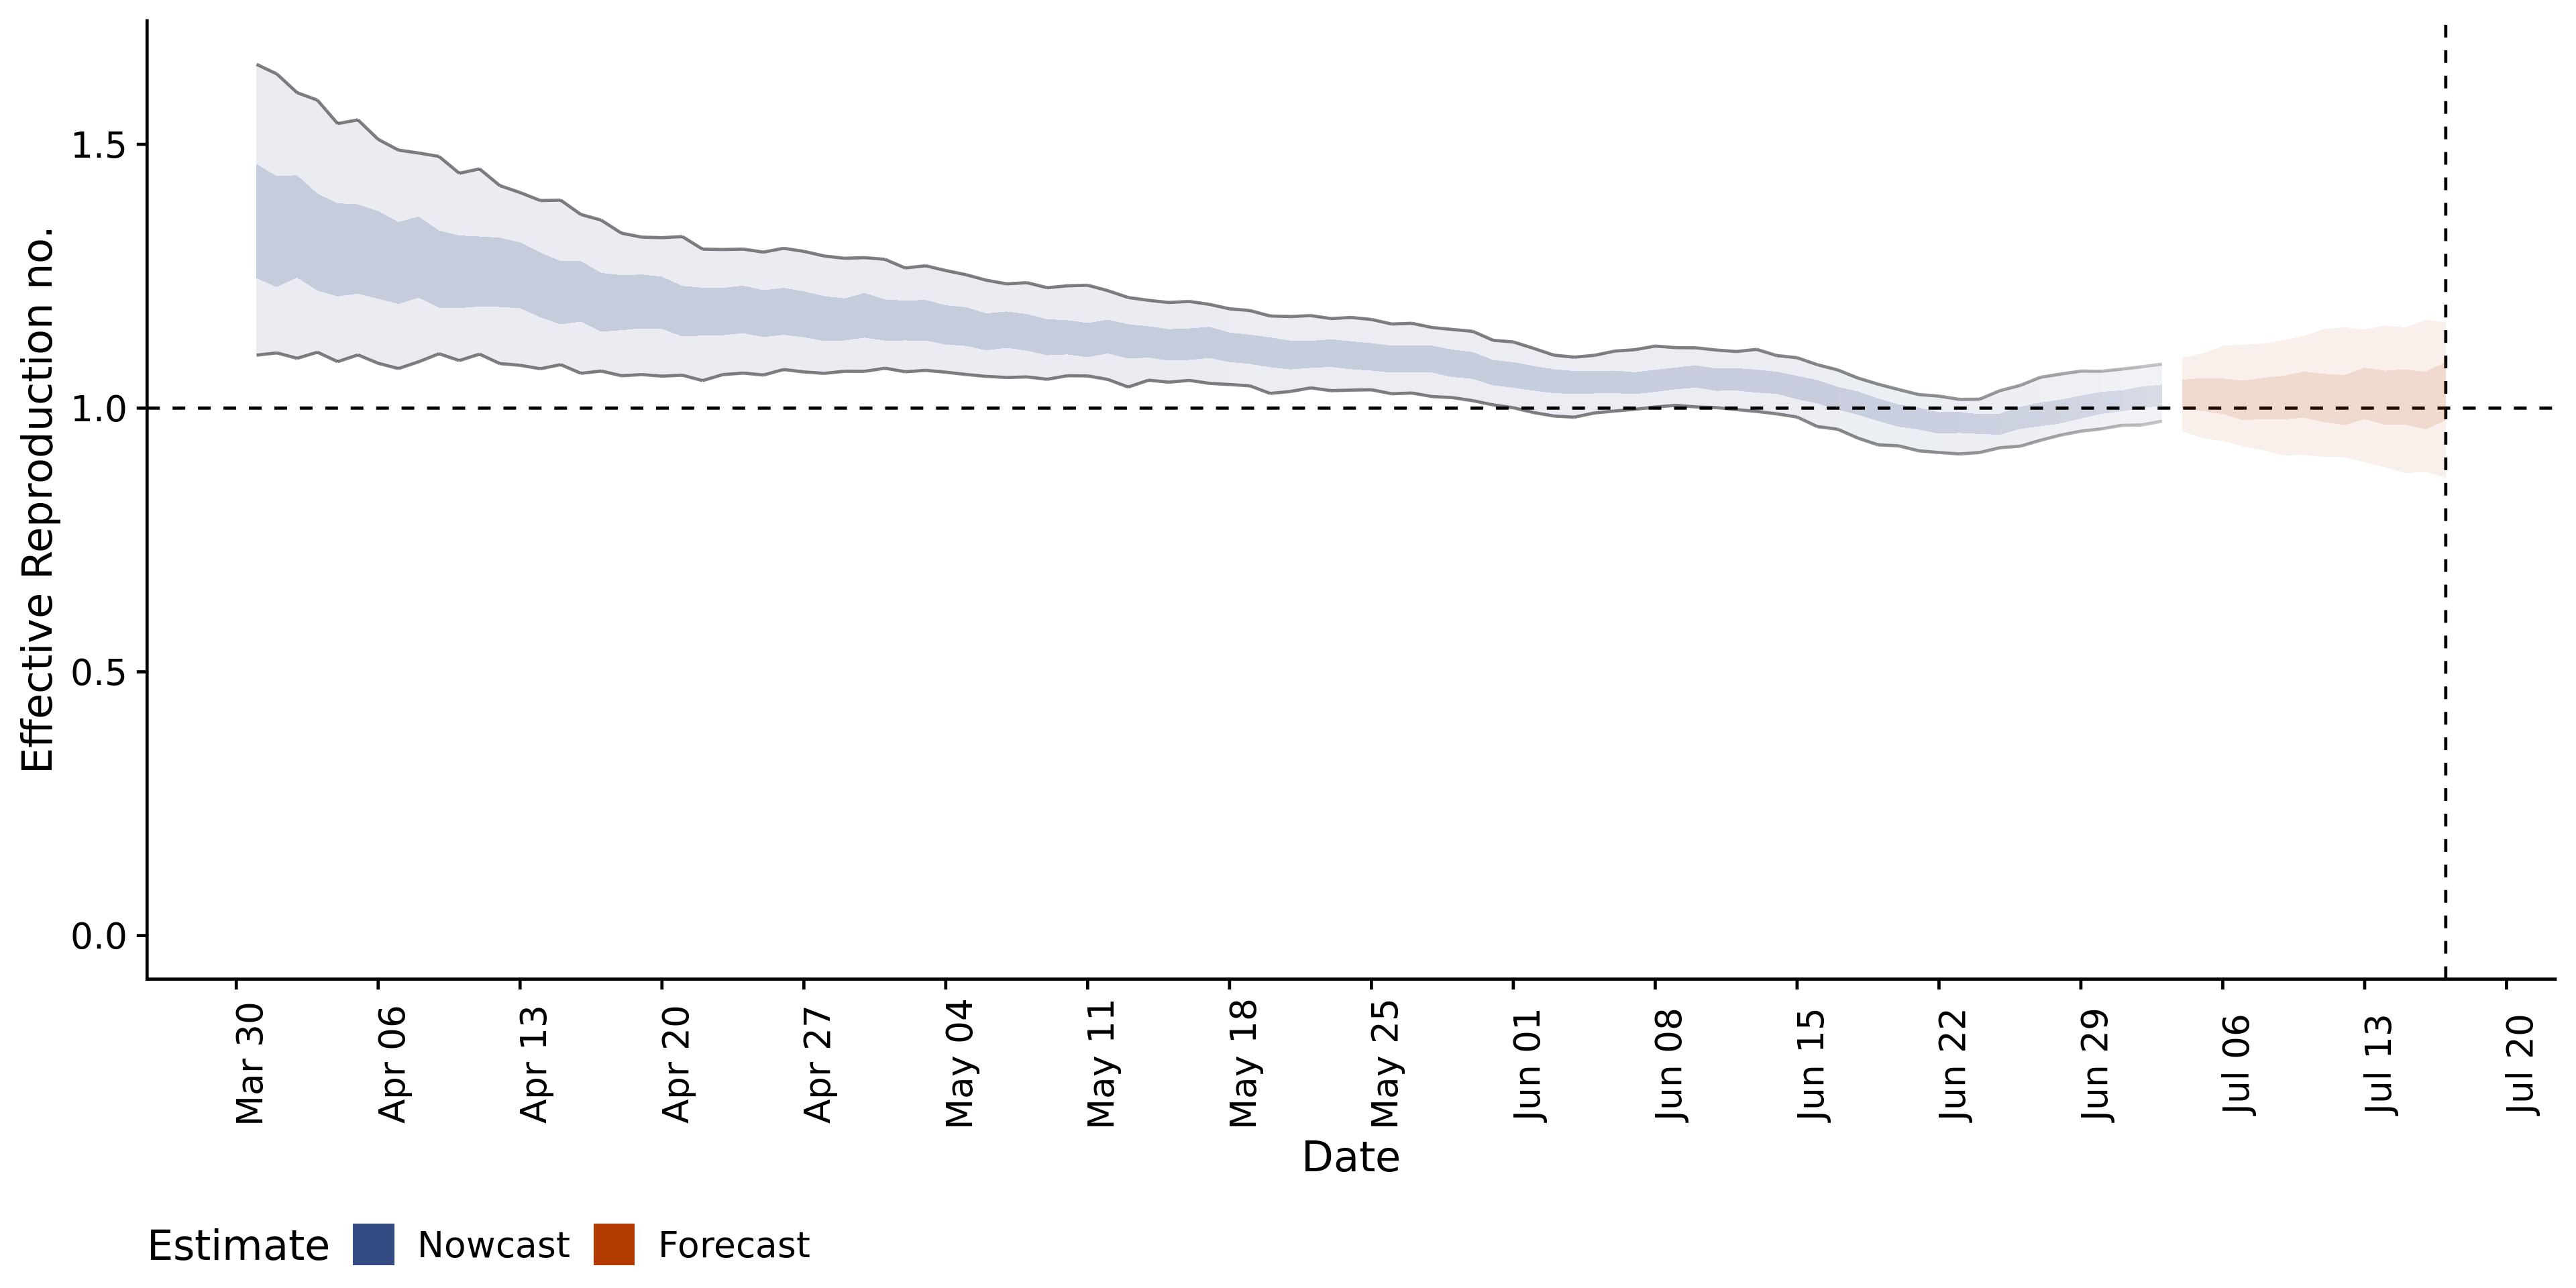 Effective Reproduction no.
1.5
1.0
0.5
0.0
Mar 30
Apr 06
Apr 13
Apr 20
Apr 27
May 04
May 11
May 18
May 25
Jun 01
Jun 08
Jun 15
Jun 22
Jun 29
Jul 06
Jul 13
Jul 20
Date
Estimate Nowcast Forecast